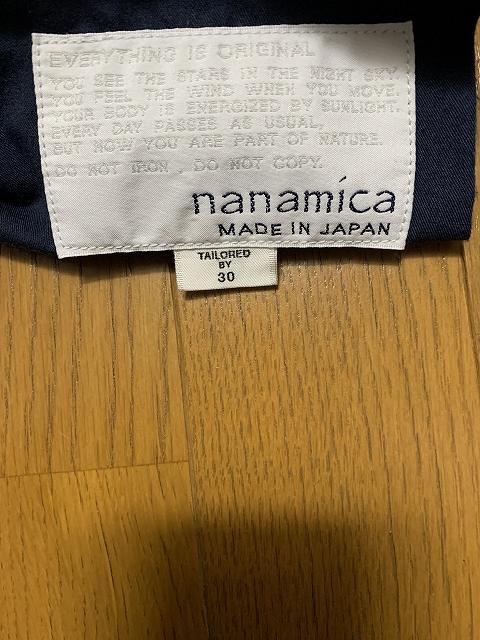 EVERYTHING IS ORIGINAL
YOU SEE THE STARS IN THE NIGHT SKY.
YOU FEEL THE WIND WHEN YOU MOVE.
YOUR BODY IS ENERGIZED BY SUNLIGHT.
EVERY DAY PASSES AS USUAL,
BUT NOW YOU ARE PART OF NATURE.
DO NOT IRON , DO NOT COPY.
nanamica
MADE IN JAPAN
TAILORED
BY
30